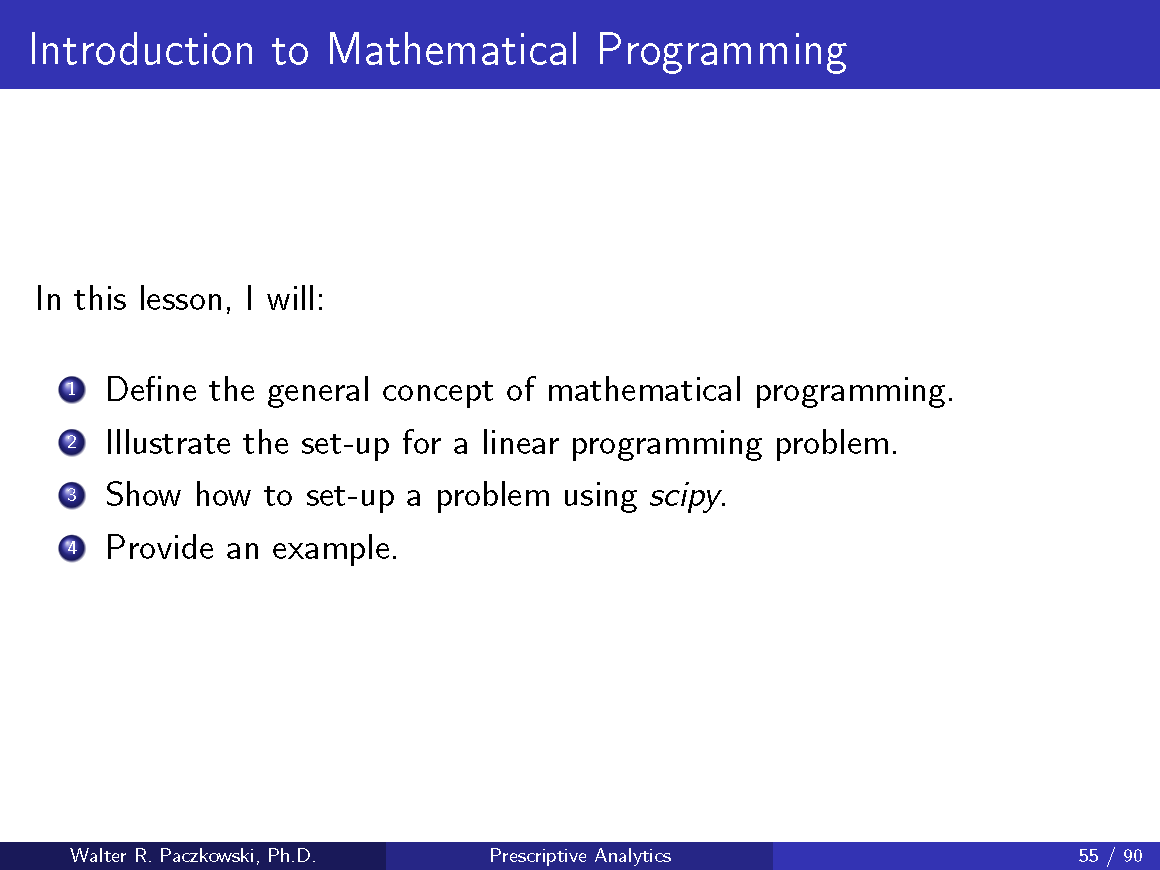 Introduction to Mathematical Programming
In this lesson, I will:
1 Define the general concept of mathematical programming.
2 Illustrate the set-up for a linear programming problem.
3 Show how to set-up a problem using scipy.
4 Provide an example.
Walter R. Paczkowski, Ph.D. Prescriptive Analytics 55 / 90